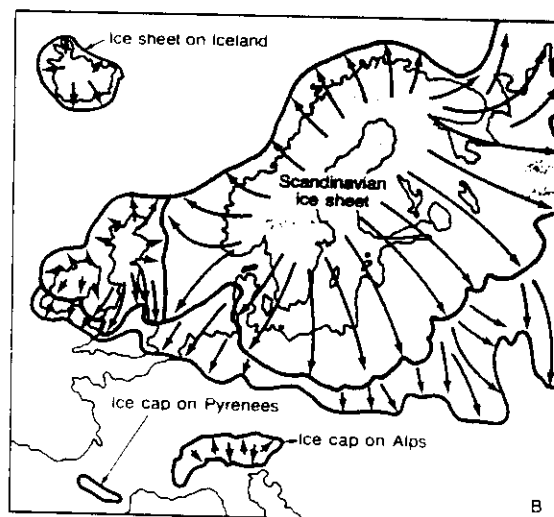 Ice sheet on Iceland
Scandinavian
ice sheet
Ice cap on Pyrenees
Ice cap on Alps
B